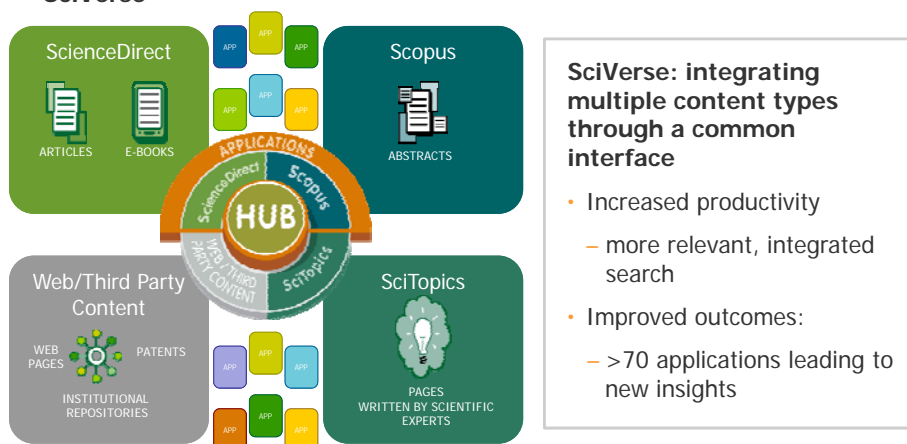 SciVerse
ScienceDirect
ARTICLES
E-BOOKS
APP
APP
APP
APP
APP
APP
Scopus
ABSTRACTS
APPLICATIONS
ScienceDirect
Scopus
HUB
WEB / THIRD
PARTY CONTENT
SciTopics
Web/Third Party
Content
WEB
PAGES
PATENTS
INSTITUTIONAL
REPOSITORIES
APP
APP
APP
APP
APP
APP
SciTopics
PAGES
WRITTEN BY SCIENTIFIC
EXPERTS
SciVerse: integrating
multiple content types
through a common
interface
• Increased productivity
– more relevant, integrated
search
• Improved outcomes:
– >70 applications leading to
new insights